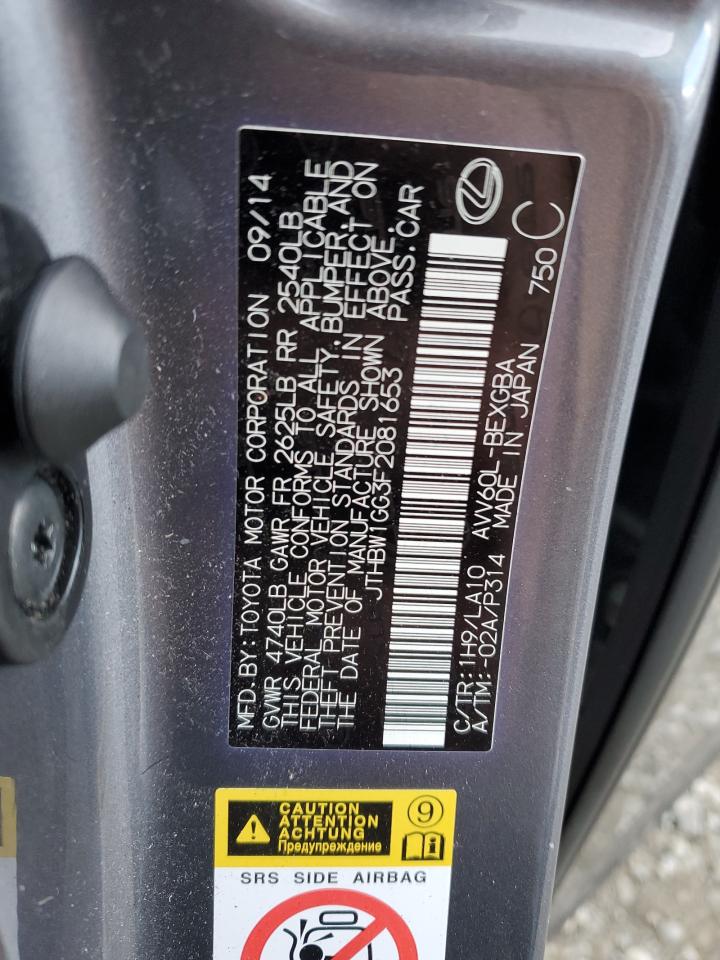 MFD. BY: TOYOTA MOTOR CORPORATION 09/14
GVWR 4740LB GAWR FR 2625LB RR 2540LB
THIS VEHICLE CONFORMS TO ALL APPLICABLE
FEDERAL MOTOR VEHICLE SAFETY, BUMPER, AND
THEFT PREVENTION STANDARDS IN EFFECT ON
THE DATE OF MANUFACTURE SHOWN ABOVE.
JTHBW1GG3F2081653 PASS. CAR
C/TR: 1H9/LA10 AVV60L-BEXGBA 750 C
A/TM: -02A/P314 MADE IN JAPAN
CAUTION
ATTENTION
ACHTUNG
Предупреждение
9
SRS SIDE AIRBAG